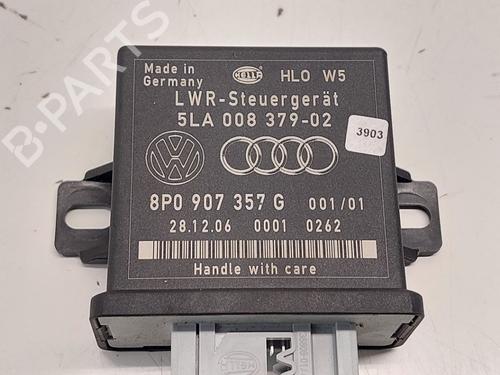 Made in
Germany
HELLA
HLO W5
LWR-Steuergerät
5LA 008 379-02
3903
8P0 907 357 G 001/01
28.12.06 0001 0262
Handle with care